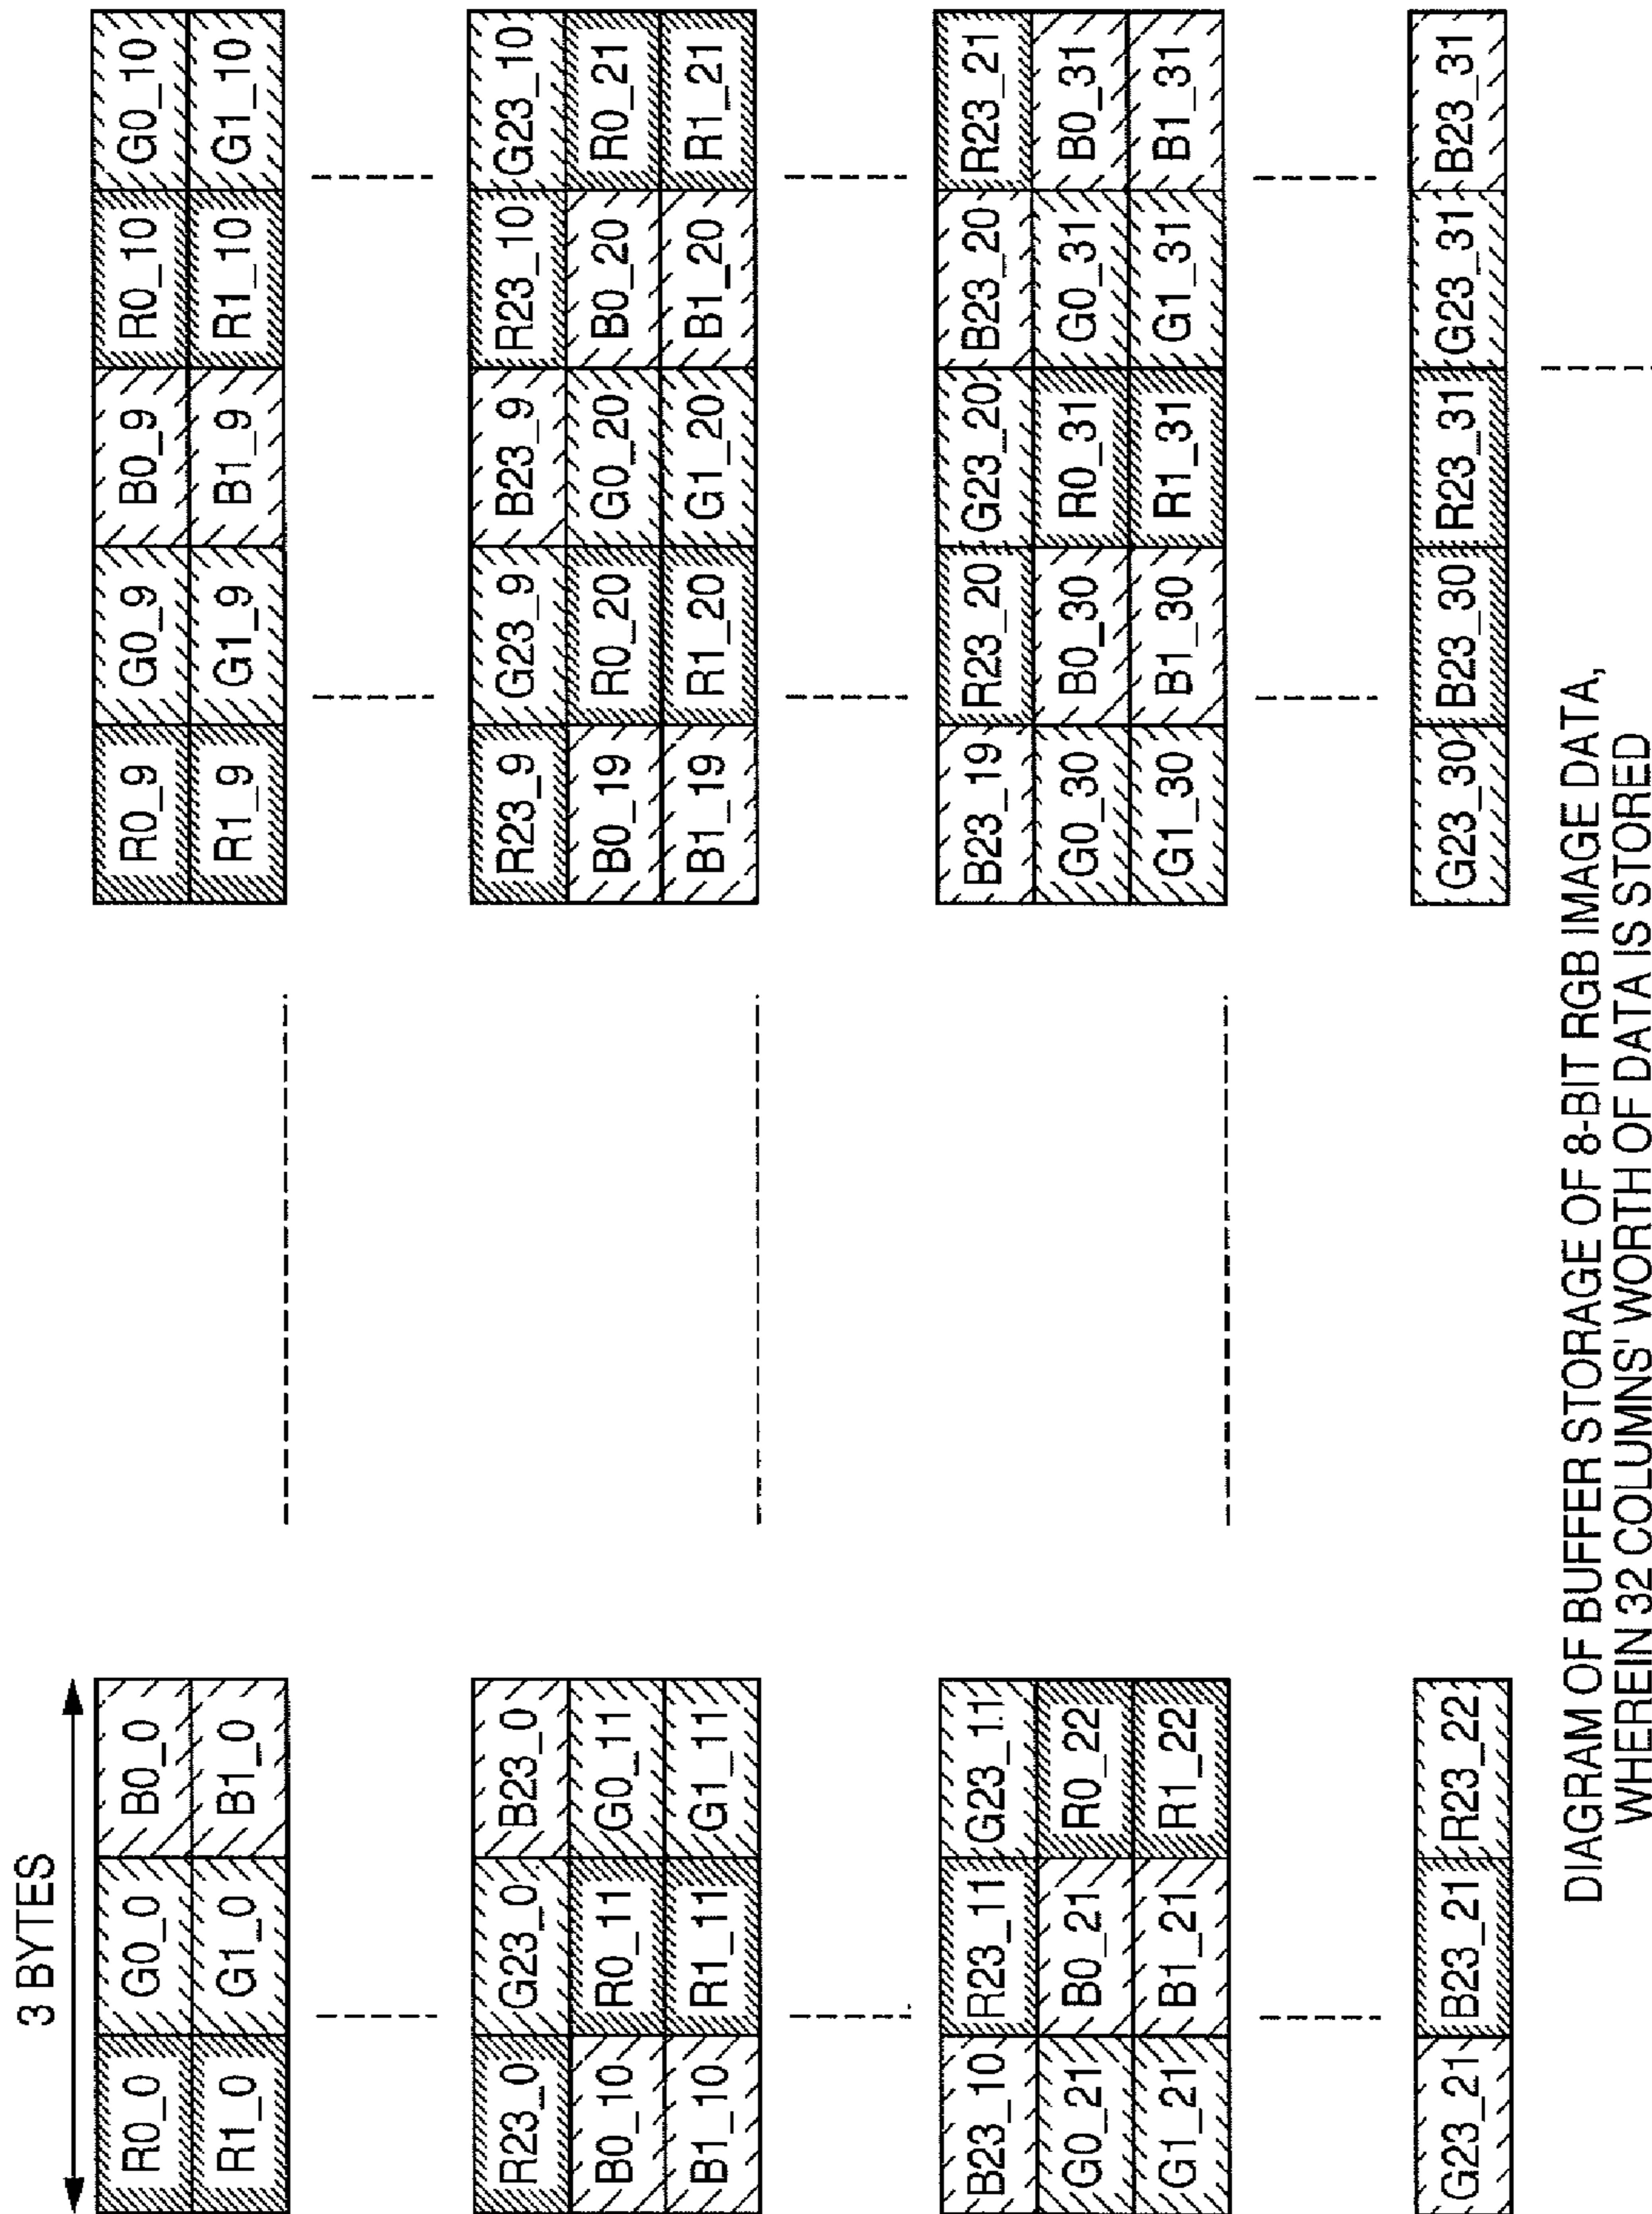 3 BYTES
R0_0 G0_0 B0_0 R0_9 G0_9 B0_9 R0_10 G0_10
R1_0 G1_0 B1_0 R1_9 G1_9 B1_9 R1_10 G1_10
R23_0 G23_0 B23_0 R23_9 G23_9 B23_9 R23_10 G23_10
B0_10 R0_11 G0_11 B0_19 R0_20 G0_20 B0_20 R0_21
B1_10 R1_11 G1_11 B1_19 R1_20 G1_20 B1_20 R1_21
B23_10 R23_11 G23_11 B23_19 R23_20 G23_20 B23_20 R23_21
G0_21 B0_21 R0_22 G0_30 B0_30 R0_31 G0_31 B0_31
G1_21 B1_21 R1_22 G1_30 B1_30 R1_31 G1_31 B1_31
G23_21 B23_21 R23_22 G23_30 B23_30 R23_31 G23_31 B23_31
DIAGRAM OF BUFFER STORAGE OF 8-BIT RGB IMAGE DATA,
WHEREIN 32 COLUMNS' WORTH OF DATA IS STORED